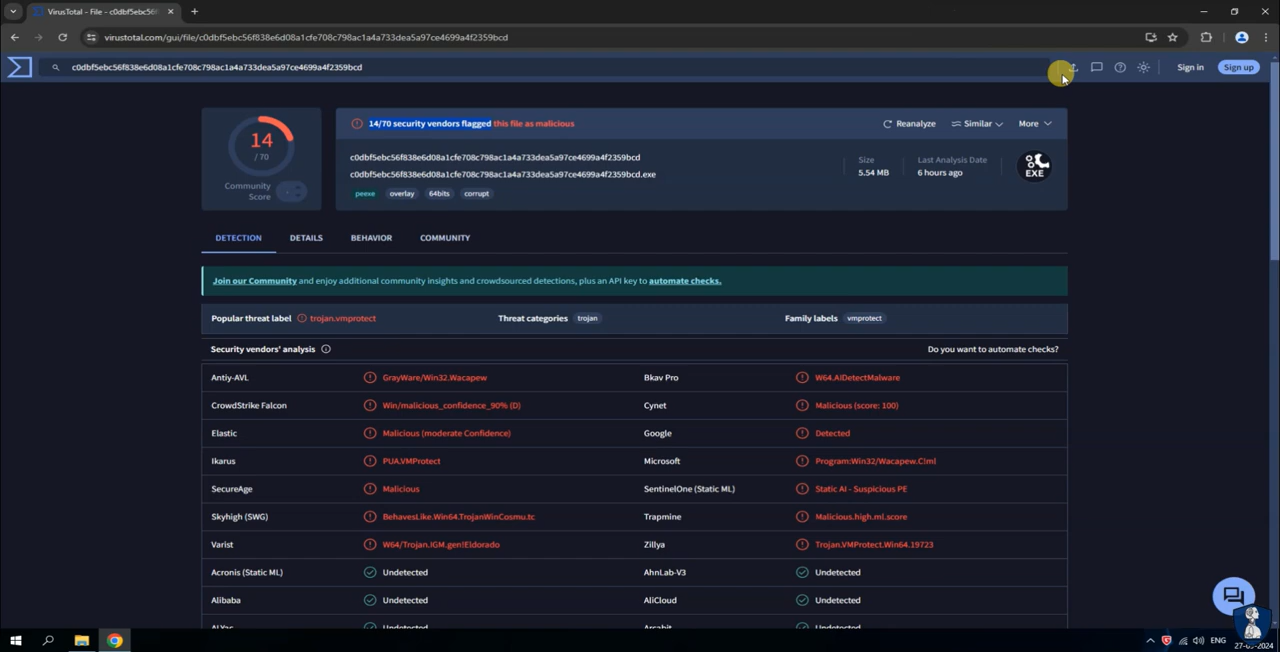 VirusTotal - File - c0dbf5ebc56f
virustotal.com/gui/file/c0dbf5ebc56f838e6d08a1cfe708c798ac1a4a733dea5a97ce4699a4f2359bcd
c0dbf5ebc56f838e6d08a1cfe708c798ac1a4a733dea5a97ce4699a4f2359bcd
Sign in
Sign up
14
/ 70
Community
Score
14/70 security vendors flagged this file as malicious
Reanalyze
Similar
More
c0dbf5ebc56f838e6d08a1cfe708c798ac1a4a733dea5a97ce4699a4f2359bcd
c0dbf5ebc56f838e6d08a1cfe708c798ac1a4a733dea5a97ce4699a4f2359bcd.exe
peexe overlay 64bits corrupt
Size
5.54 MB
Last Analysis Date
6 hours ago
EXE
DETECTION DETAILS BEHAVIOR COMMUNITY
Join our Community and enjoy additional community insights and crowdsourced detections, plus an API key to automate checks.
Popular threat label trojan.vmprotect Threat categories trojan Family labels vmprotect
Security vendors' analysis Do you want to automate checks?
Antiy-AVL GrayWare/Win32.Wacapew Bkav Pro W64.AIDetectMalware
CrowdStrike Falcon Win/malicious_confidence_90% (D) Cynet Malicious (score: 100)
Elastic Malicious (moderate Confidence) Google Detected
Ikarus PUA.VMProtect Microsoft Program:Win32/Wacapew.C!ml
SecureAge Malicious SentinelOne (Static ML) Static AI - Suspicious PE
Skyhigh (SWG) BehavesLike.Win64.TrojanWinCosmu.tc Trapmine Malicious.high.ml.score
Varist W64/Trojan.IGM.gen!Eldorado Zillya Trojan.VMProtect.Win64.19723
Acronis (Static ML) Undetected AhnLab-V3 Undetected
Alibaba Undetected AliCloud Undetected
ALYac Undetected Arcabit Undetected
ENG